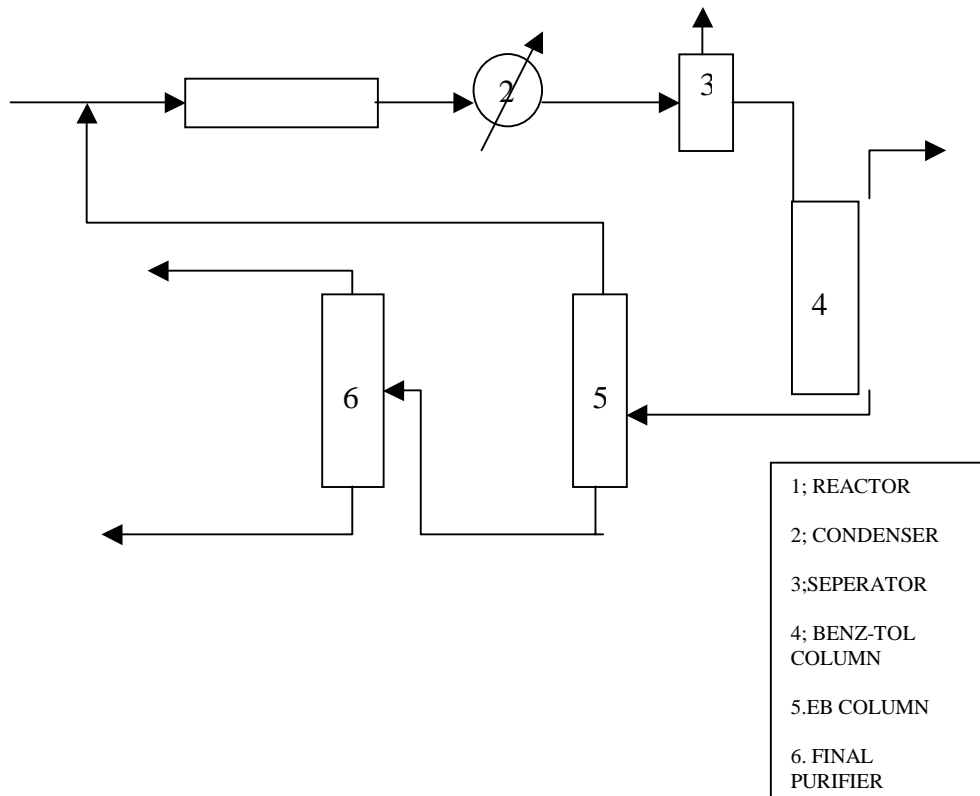 2
3
4
6
5
1; REACTOR
2; CONDENSER
3;SEPERATOR
4; BENZ-TOL
COLUMN
5.EB COLUMN
6. FINAL
PURIFIER